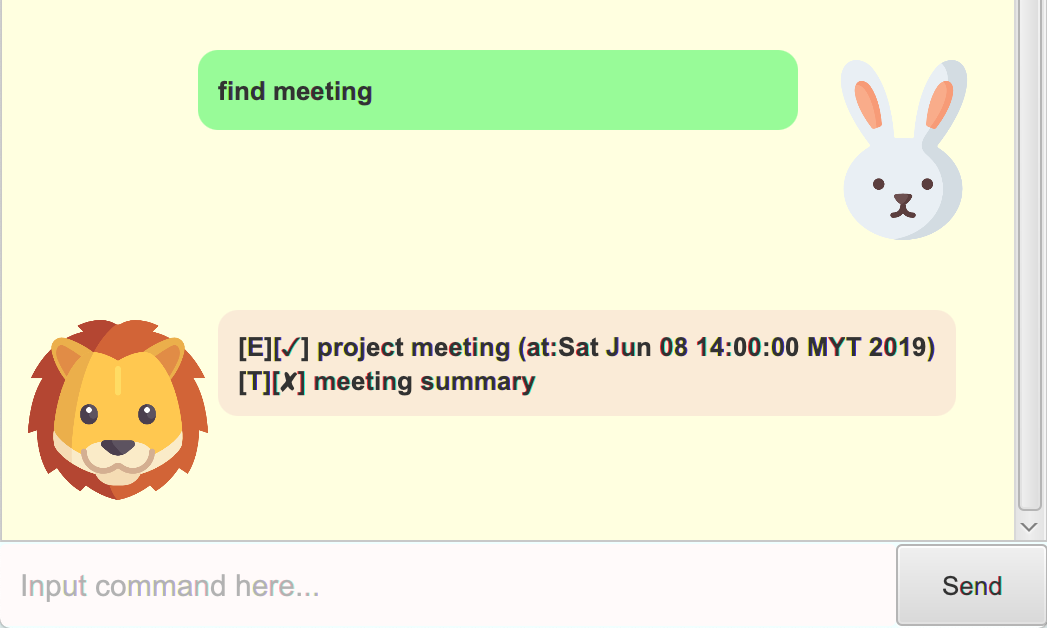 find meeting
[E][✓] project meeting (at:Sat Jun 08 14:00:00 MYT 2019)
[T][✗] meeting summary
Input command here...
Send